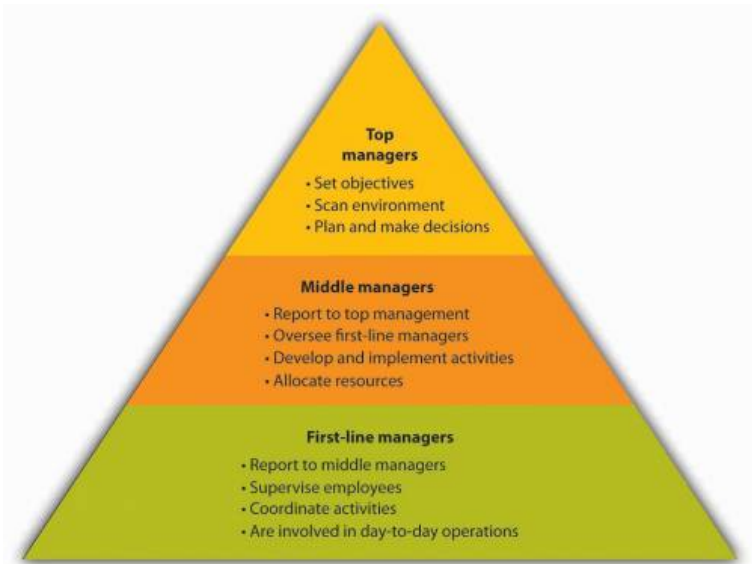 Top
managers
• Set objectives
• Scan environment
• Plan and make decisions
Middle managers
• Report to top management
• Oversee first-line managers
• Develop and implement activities
• Allocate resources
First-line managers
• Report to middle managers
• Supervise employees
• Coordinate activities
• Are involved in day-to-day operations